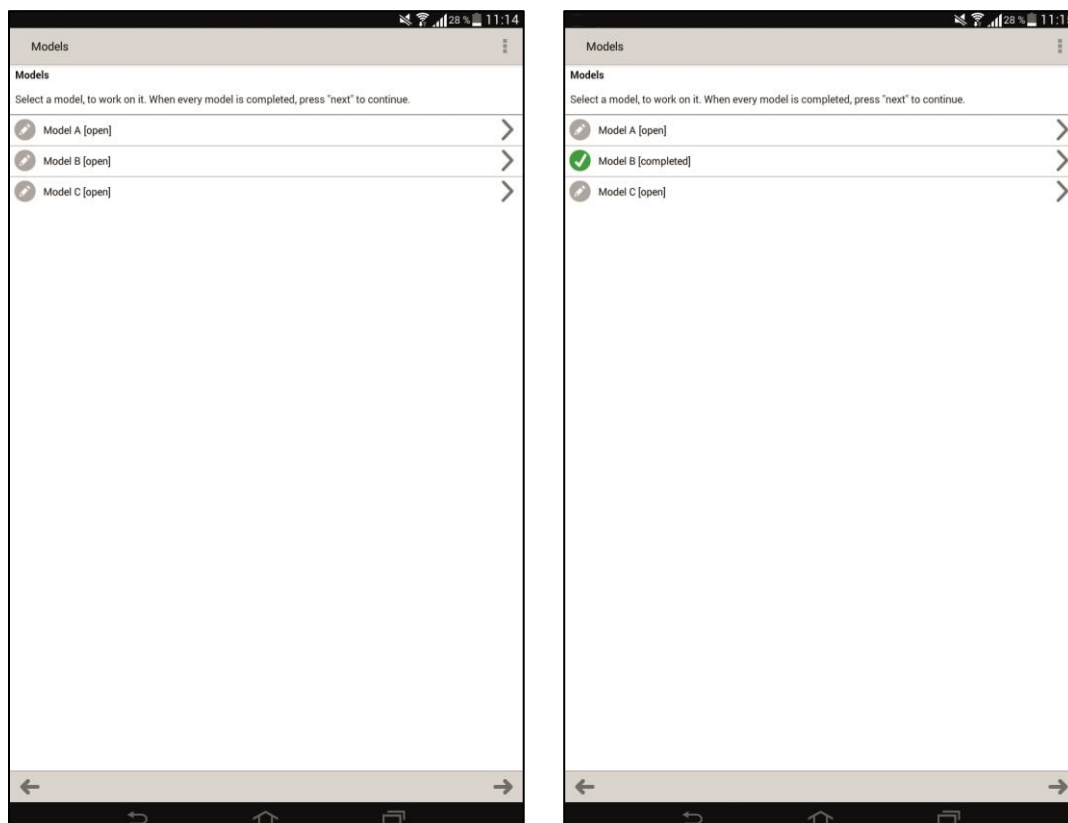 28 % 11:14
Models
Models
Select a model, to work on it. When every model is completed, press "next" to continue.
Model A [open]
Model B [open]
Model C [open]
28 %
Models
Models
Select a model, to work on it. When every model is completed, press "next" to continue.
Model A [open]
Model B [completed]
Model C [open]